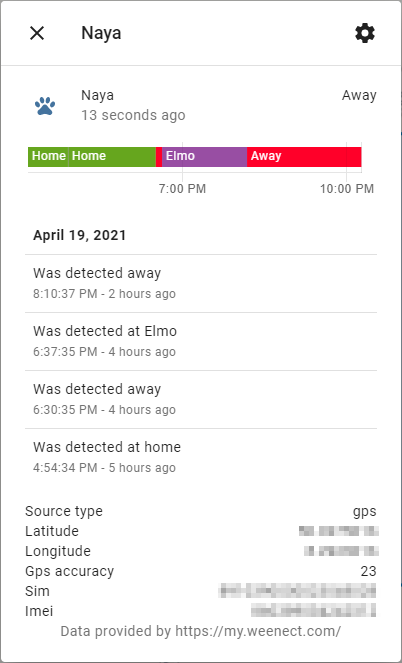 Naya
Naya Away
13 seconds ago
Home Home Elmo Away
7:00 PM 10:00 PM
April 19, 2021
Was detected away
8:10:37 PM - 2 hours ago
Was detected at Elmo
6:37:35 PM - 4 hours ago
Was detected away
6:30:35 PM - 4 hours ago
Was detected at home
4:54:34 PM - 5 hours ago
Source type gps
Latitude
Longitude
Gps accuracy 23
Sim
Imei
Data provided by https://my.weenect.com/